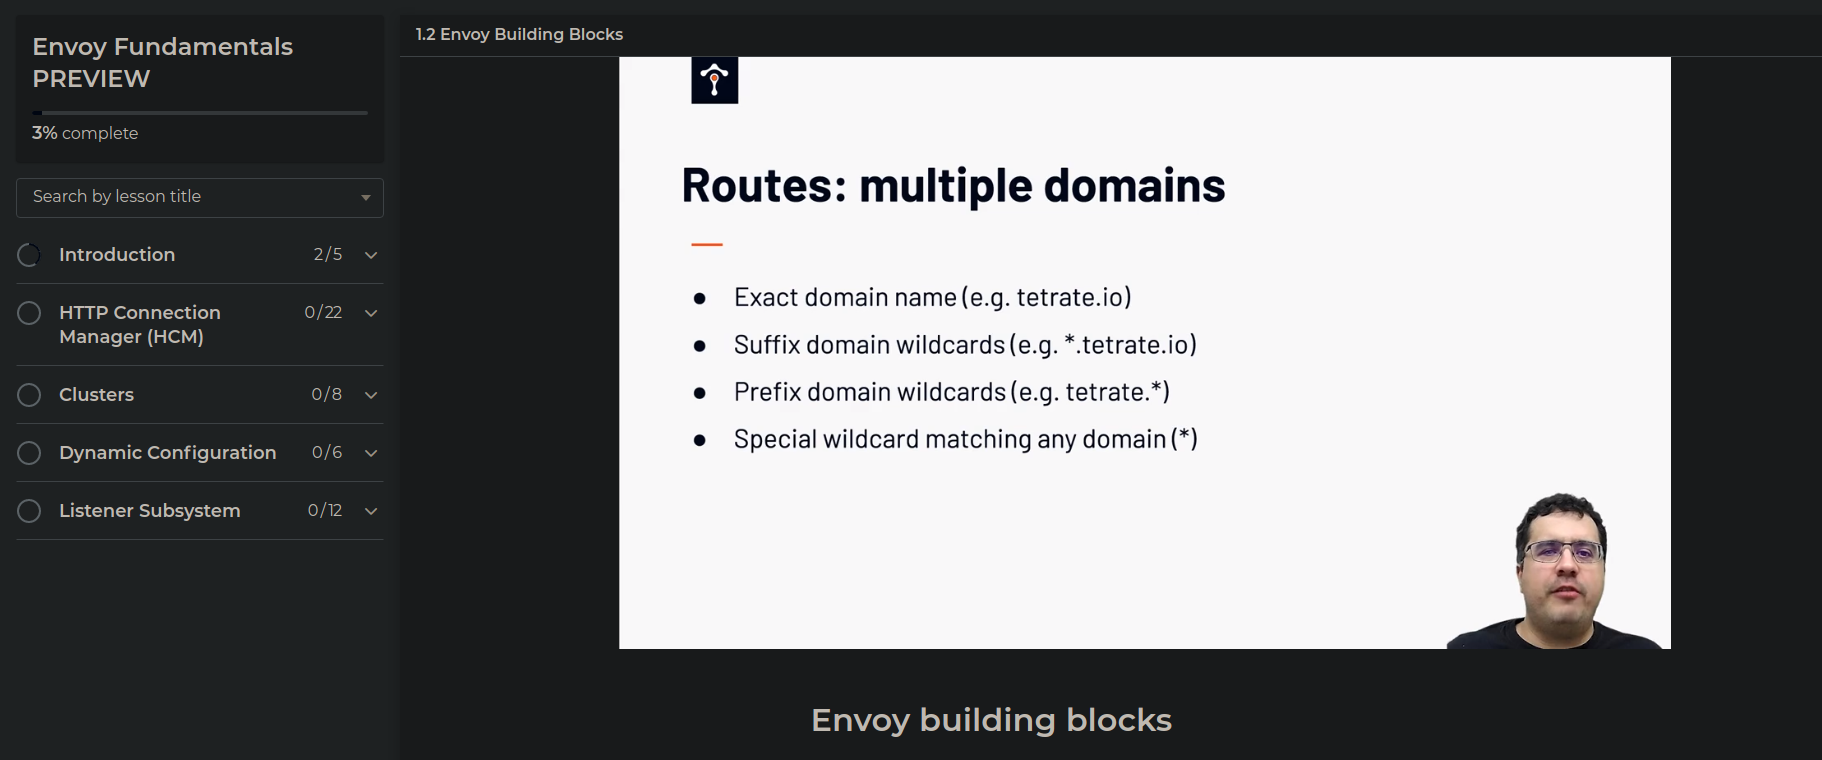 Envoy Fundamentals
PREVIEW
3% complete
Search by lesson title
Introduction 2/5
HTTP Connection 0/22
Manager (HCM)
Clusters 0/8
Dynamic Configuration 0/6
Listener Subsystem 0/12
1.2 Envoy Building Blocks
Routes: multiple domains
● Exact domain name (e.g. tetrate.io)
● Suffix domain wildcards (e.g. *.tetrate.io)
● Prefix domain wildcards (e.g. tetrate.*)
● Special wildcard matching any domain (*)
Envoy building blocks